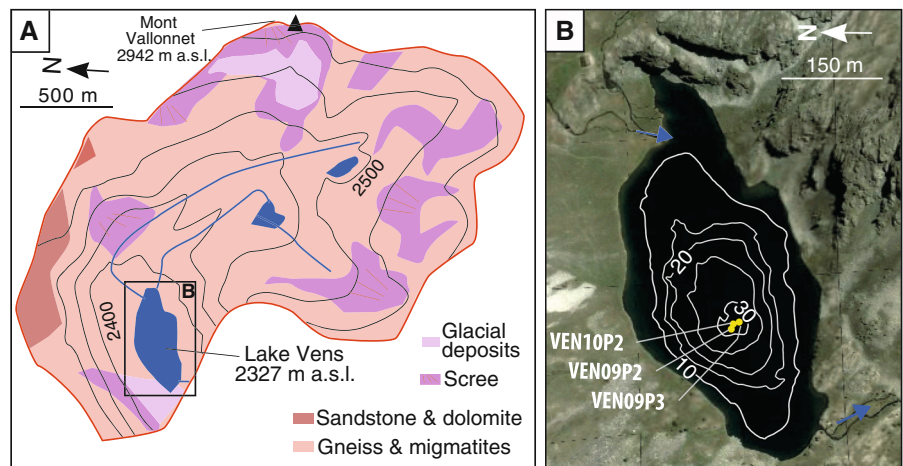 A
Mont
Vallonnet
2942 m a.s.l.
N
500 m
2500
2400
B
Lake Vens
2327 m a.s.l.
Glacial
deposits
Scree
Sandstone & dolomite
Gneiss & migmatites
B
N
150 m
-20
-30
-10
VEN10P2
VEN09P2
VEN09P3